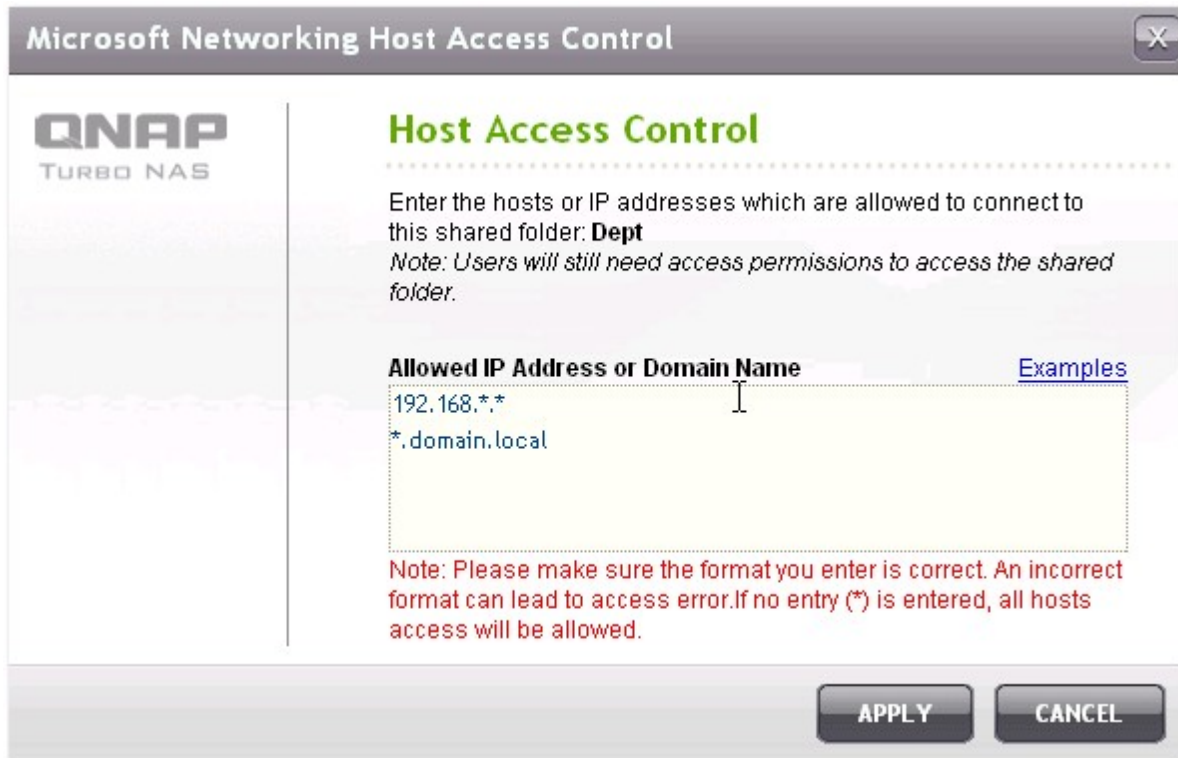 Microsoft Networking Host Access Control
X
QNAP
TURBO NAS
Host Access Control
Enter the hosts or IP addresses which are allowed to connect to
this shared folder: Dept
Note: Users will still need access permissions to access the shared
folder.
Allowed IP Address or Domain Name Examples
192.168.*.*
*.domain.local
Note: Please make sure the format you enter is correct. An incorrect
format can lead to access error.If no entry (*) is entered, all hosts
access will be allowed.
APPLY CANCEL